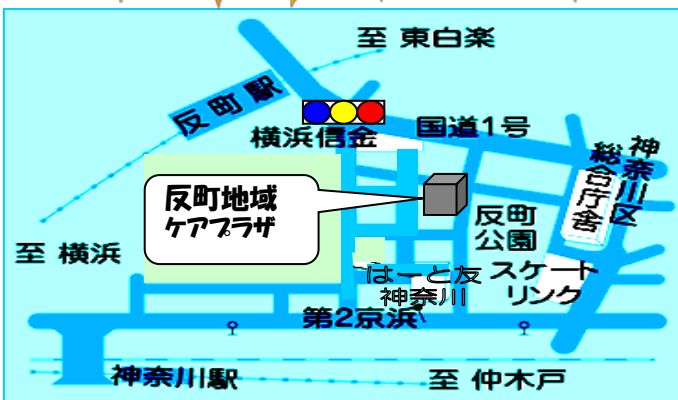 至 東白楽
反町駅
横浜信金
国道1号
神奈川区
総合庁舎
反町地域
ケアプラザ
反町
公園
至 横浜
はーと友
神奈川
スケート
リンク
第2京浜
神奈川駅
至 仲木戸